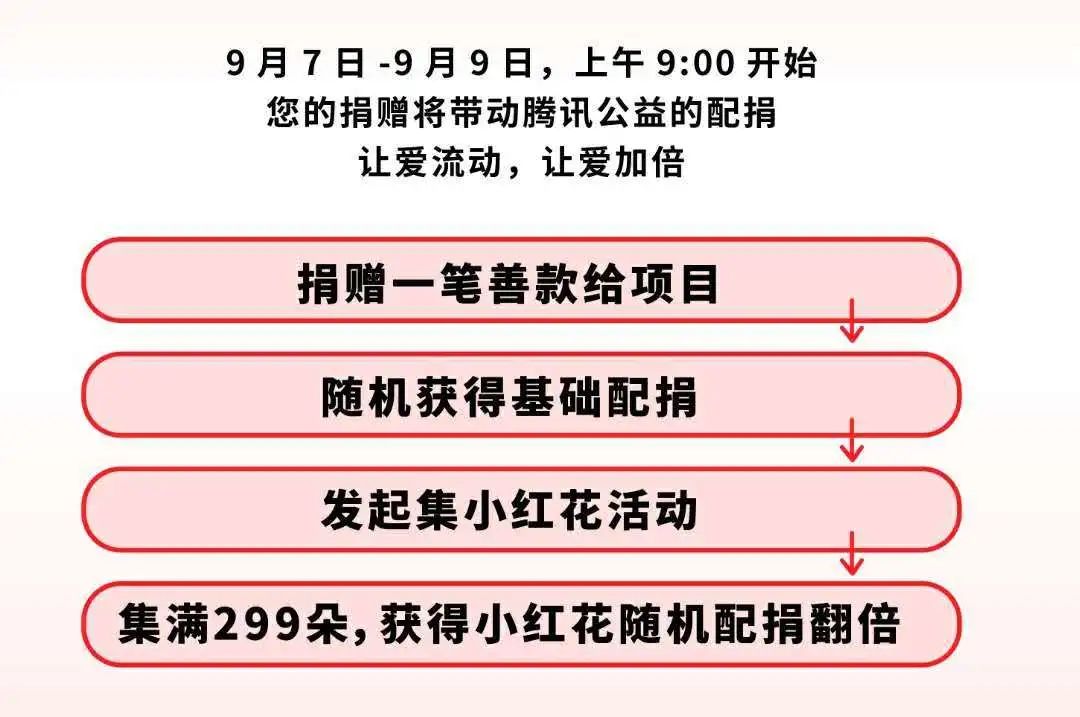 9 月 7 日 -9 月 9 日，上午 9:00 开始
您的捐赠将带动腾讯公益的配捐
让爱流动，让爱加倍
捐赠一笔善款给项目
随机获得基础配捐
发起集小红花活动
集满299朵，获得小红花随机配捐翻倍